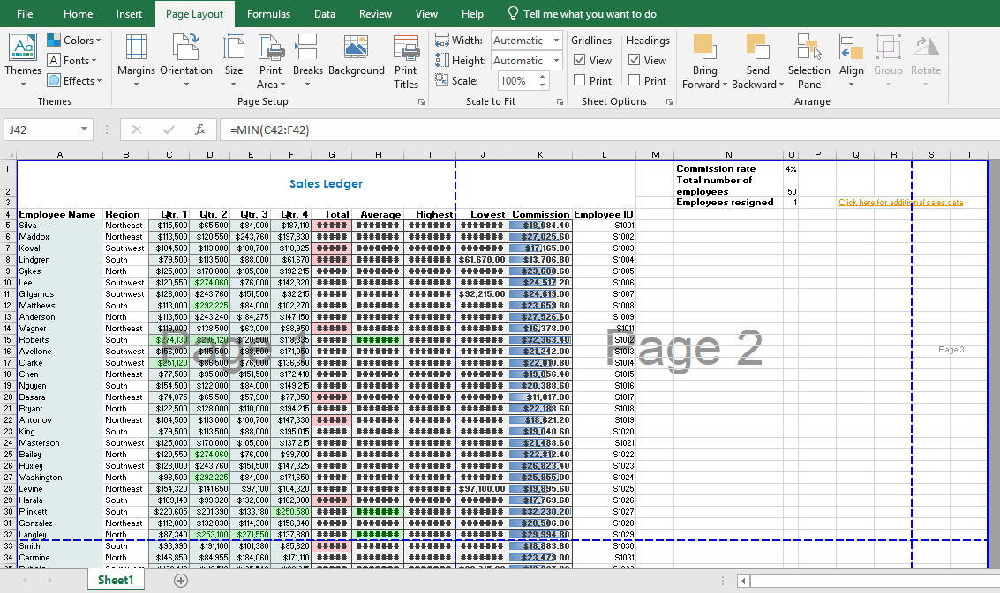 File Home Insert Page Layout Formulas Data Review View Help Tell me what you want to do
Themes Colors Fonts Effects Themes
Margins Orientation Size Print Area Breaks Background Print Titles Page Setup
Width: Automatic
Height: Automatic
Scale: 100%
Scale to Fit
Gridlines Headings
View View
Print Print
Sheet Options
Bring Forward Send Backward Selection Pane Align Group Rotate
Arrange
J42 fx =MIN(C42:F42)
A B C D E F G H I J K L M N O P Q R S T
1 Commission rate 4%
Sales Ledger
2 Total number of employees 50
3 Employees resigned 1 Click here for additional sales data
4 Employee Name Region Qtr. 1 Qtr. 2 Qtr. 3 Qtr. 4 Total Average Highest Lowest Commission Employee ID
5 Silva Northeast $115,500 $65,500 $84,000 $187,110 ##### ####### ####### ####### $18,084.40 S1001
6 Maddox Northeast $113,500 $120,550 $243,760 $197,830 ##### ####### ####### ####### $27,025.60 S1002
7 Koval Southwest $104,500 $113,000 $100,700 $110,925 ##### ####### ####### ####### $17,165.00 S1003
8 Lindgren South $79,500 $113,500 $88,000 $61,670 ##### ####### ####### $61,670.00 $13,706.80 S1004
9 Sykes North $125,000 $170,000 $105,000 $192,215 ##### ####### ####### ####### $23,688.60 S1005
10 Lee Southwest $120,550 $274,060 $76,000 $142,320 ##### ####### ####### ####### $24,517.20 S1006
11 Gilgamos Southwest $128,000 $243,760 $151,500 $92,215 ##### ####### ####### $92,215.00 $24,619.00 S1007
12 Matthews South $113,000 $292,225 $84,000 $102,270 ##### ####### ####### ####### $23,659.80 S1008
13 Anderson North $113,500 $243,240 $184,275 $147,150 ##### ####### ####### ####### $27,526.60 S1009
14 Wagner Northeast $119,000 $138,500 $63,000 $88,950 ##### ####### ####### ####### $16,378.00 S1011
15 Roberts South $274,130 $296,120 $120,500 $118,335 ##### ####### ####### ####### $32,363.40 S1012
16 Avellone Southwest $156,000 $115,500 $88,500 $171,050 ##### ####### ####### ####### $21,242.00 S1013
17 Clarke Southwest $251,120 $86,500 $76,000 $136,650 ##### ####### ####### ####### $22,010.80 S1014
Page 1 Page 2 Page 3
18 Chen Northeast $77,500 $95,000 $151,500 $172,410 ##### ####### ####### ####### $19,856.40 S1015
19 Nguyen South $154,500 $122,000 $84,000 $149,215 ##### ####### ####### ####### $20,388.60 S1016
20 Basara Northeast $74,075 $65,500 $57,900 $77,950 ##### ####### ####### ####### $11,017.00 S1017
21 Bryant North $122,500 $128,000 $110,000 $194,215 ##### ####### ####### ####### $22,188.60 S1018
22 Antonov Northeast $104,500 $113,000 $100,700 $147,330 ##### ####### ####### ####### $18,621.20 S1019
23 King South $79,500 $113,500 $88,000 $195,015 ##### ####### ####### ####### $19,040.60 S1020
24 Masterson Southwest $125,000 $170,000 $105,000 $137,215 ##### ####### ####### ####### $21,488.60 S1021
25 Bailey North $120,550 $274,060 $76,000 $99,700 ##### ####### ####### ####### $22,812.40 S1022
26 Huxley Southwest $128,000 $243,760 $151,500 $147,325 ##### ####### ####### ####### $26,823.40 S1023
27 Washington North $98,500 $292,225 $84,000 $171,650 ##### ####### ####### ####### $25,855.00 S1024
28 Levine Northeast $154,320 $141,650 $97,100 $104,320 ##### ####### ####### $97,100.00 $19,895.60 S1025
29 Harala South $109,140 $99,320 $132,880 $102,900 ##### ####### ####### ####### $17,769.60 S1026
30 Plinkett South $220,605 $201,390 $133,180 $250,580 ##### ####### ####### ####### $32,230.20 S1027
31 Gonzalez Northeast $112,000 $132,030 $114,300 $156,340 ##### ####### ####### ####### $20,586.80 S1028
32 Langley North $87,340 $253,100 $271,550 $137,880 ##### ####### ####### ####### $29,994.80 S1029
33 Smith South $93,990 $191,100 $101,380 $85,620 ##### ####### ####### ####### $18,883.60 S1030
34 Carmine North $146,850 $84,955 $184,060 $171,110 ##### ####### ####### ####### $23,479.00 S1031
Sheet1